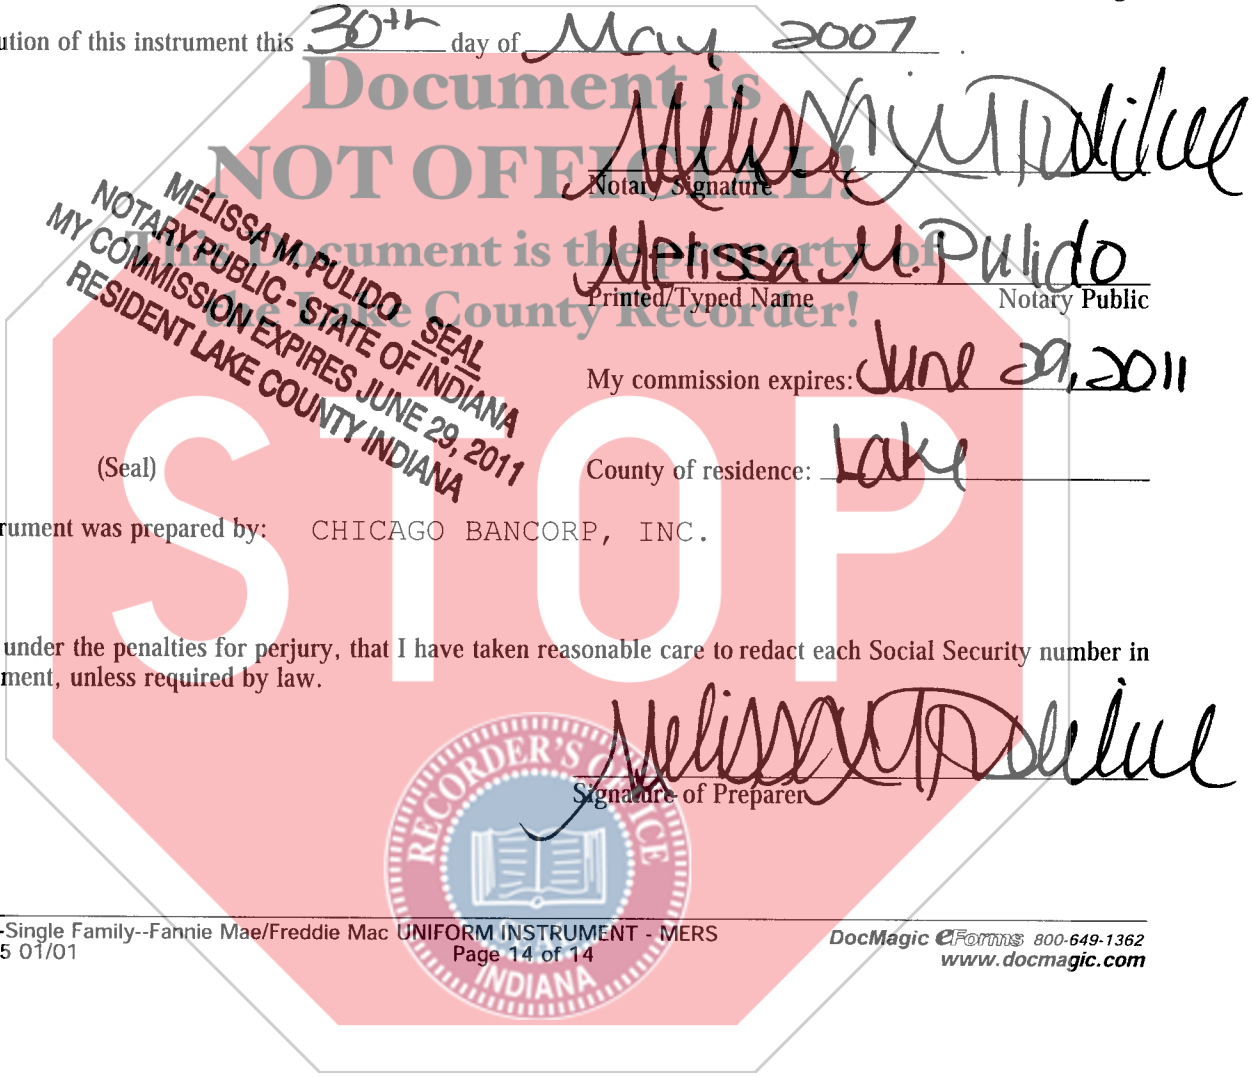 ution of this instrument this 30th day of May 2007 .
Document is
NOT OFFICIAL!
This Document is the property of
the Lake County Recorder!
Notary Signature
MELISSA M. PULIDO SEAL
NOTARY PUBLIC - STATE OF INDIANA
MY COMMISSION EXPIRES JUNE 29, 2011
RESIDENT LAKE COUNTY INDIANA
Melissa M. Pulido
Printed/Typed Name Notary Public
My commission expires: June 29, 2011
(Seal)
County of residence: Lake
rument was prepared by: CHICAGO BANCORP, INC.
STOP
under the penalties for perjury, that I have taken reasonable care to redact each Social Security number in
ment, unless required by law.
Signature of Preparer
RECORDER'S OFFICE
SEAL
INDIANA
-Single Family--Fannie Mae/Freddie Mac UNIFORM INSTRUMENT - MERS
5 01/01
Page 14 of 14
DocMagic eForms 800-649-1362
www.docmagic.com